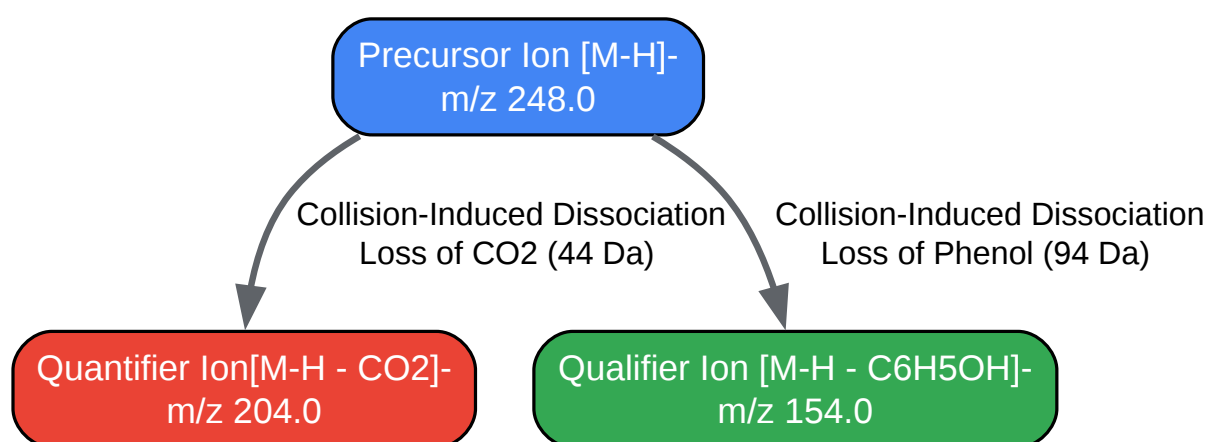 Precursor Ion [M-H]-
m/z 248.0
Collision-Induced Dissociation
Loss of CO2 (44 Da)
Collision-Induced Dissociation
Loss of Phenol (94 Da)
Quantifier Ion[M-H - CO2]-
m/z 204.0
Qualifier Ion [M-H - C6H5OH]-
m/z 154.0